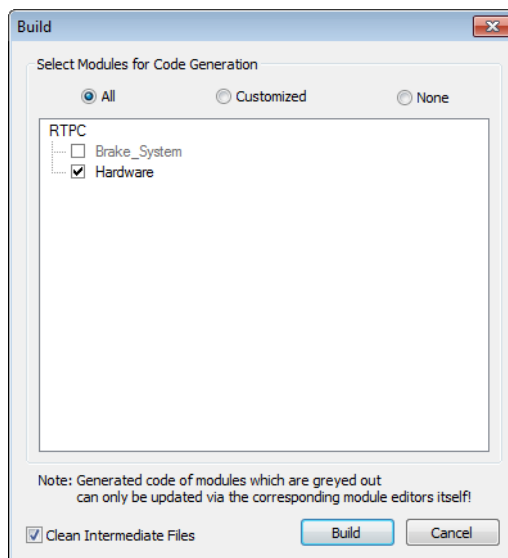 Build
Select Modules for Code Generation
All Customized None
RTPC
Brake_System
Hardware
Note: Generated code of modules which are greyed out
can only be updated via the corresponding module editors itself!
Clean Intermediate Files Build Cancel